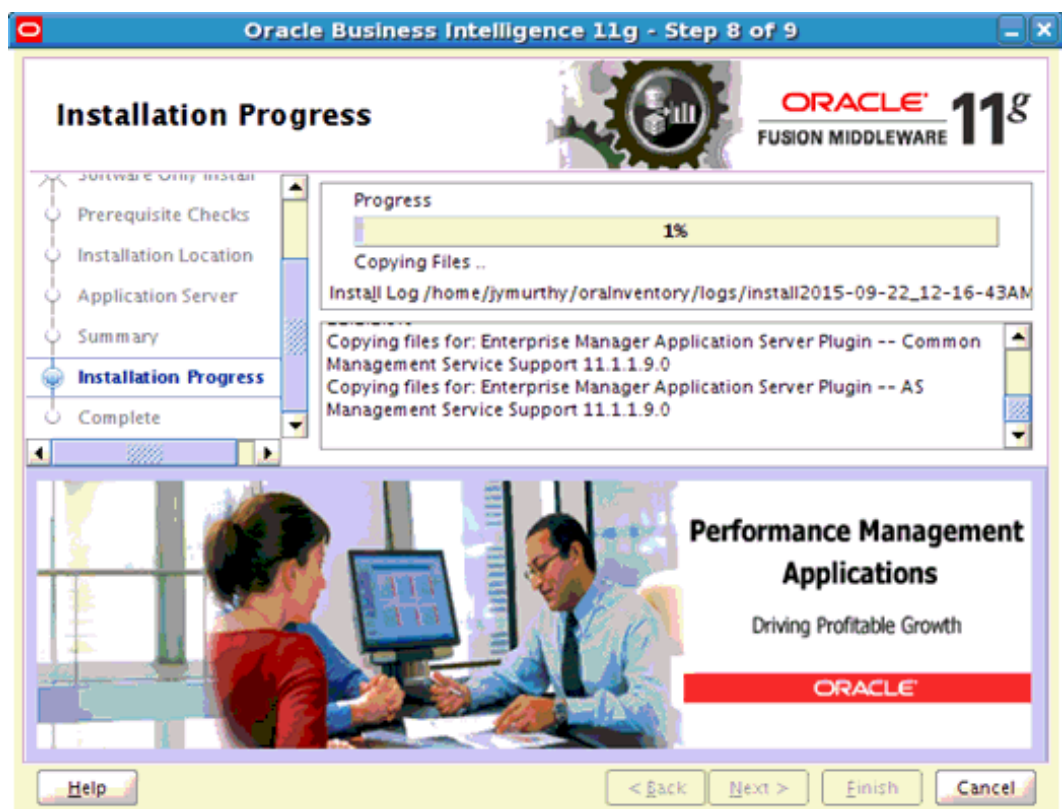 Oracle Business Intelligence 11g - Step 8 of 9
Installation Progress
ORACLE
FUSION MIDDLEWARE
11g
Software Only Install
Prerequisite Checks
Installation Location
Application Server
Summary
Installation Progress
Complete
Progress
1%
Copying Files ..
Install Log /home/jymurthy/oraInventory/logs/install2015-09-22_12-16-43AM
Copying files for: Enterprise Manager Application Server Plugin -- Common
Management Service Support 11.1.1.9.0
Copying files for: Enterprise Manager Application Server Plugin -- AS
Management Service Support 11.1.1.9.0
Performance Management
Applications
Driving Profitable Growth
ORACLE
Help
< Back
Next >
Finish
Cancel